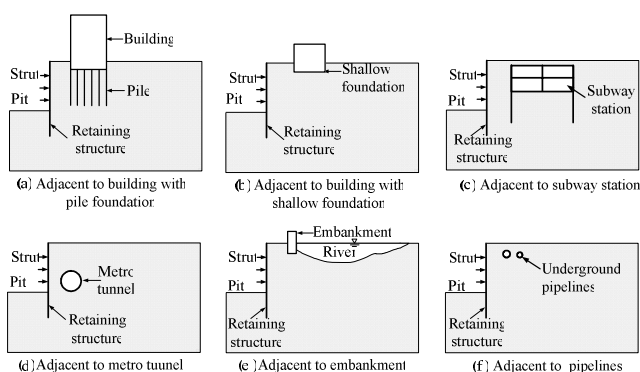 Building
Strut
Pile
Pit
Retaining
structure
(a) Adjacent to building with
pile foundation
Strut
Shallow
foundation
Pit
Retaining
structure
(b) Adjacent to building with
shallow foundation
Strut
Subway
station
Pit
Retaining
structure
(c) Adjacent to subway station
Strut
Metro
tunnel
Pit
Retaining
structure
(d) Adjacent to metro tuunel
Embankment
River
Strut
Pit
Retaining
structure
(e) Adjacent to embankment
Strut
Underground
pipelines
Pit
Retaining
structure
(f) Adjacent to pipelines